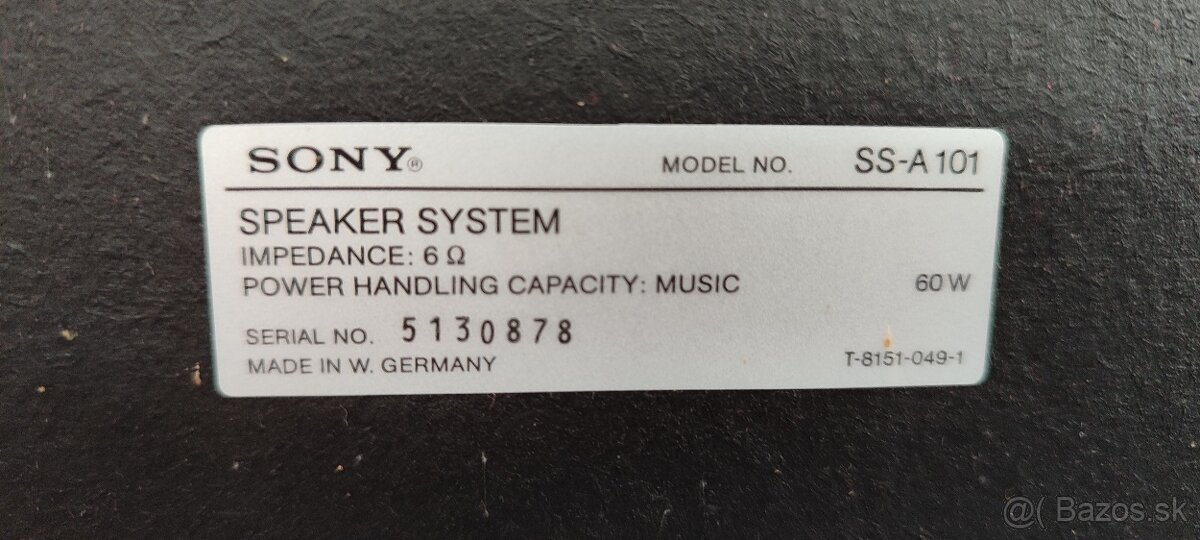 SONY® MODEL NO. SS-A 101
SPEAKER SYSTEM
IMPEDANCE: 6 Ω
POWER HANDLING CAPACITY: MUSIC 60 W
SERIAL NO. 5130878
MADE IN W. GERMANY T-8151-049-1
@( Bazos.sk